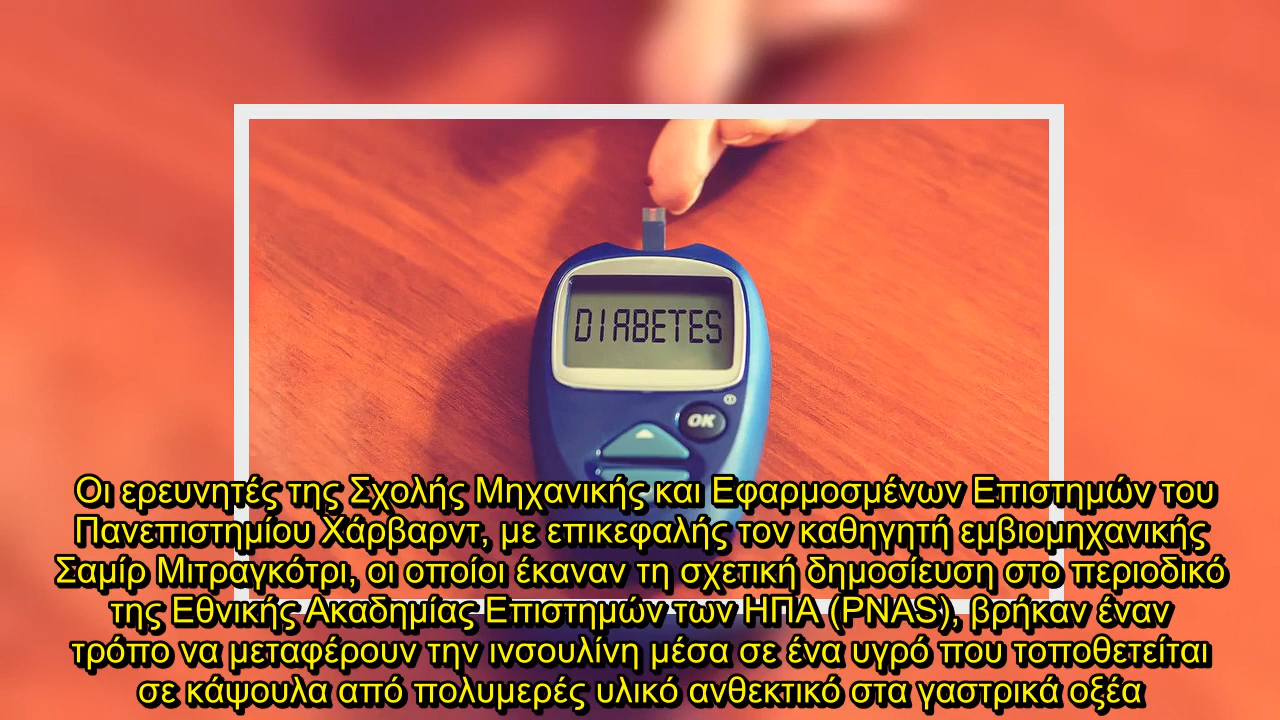 DIABETES
OK
Οι ερευνητές της Σχολής Μηχανικής και Εφαρμοσμένων Επιστημών του
Πανεπιστημίου Χάρβαρντ, με επικεφαλής τον καθηγητή εμβιομηχανικής
Σαμίρ Μιτραγκότρι, οι οποίοι έκαναν τη σχετική δημοσίευση στο περιοδικό
της Εθνικής Ακαδημίας Επιστημών των ΗΠΑ (PNAS), βρήκαν έναν
τρόπο να μεταφέρουν την ινσουλίνη μέσα σε ένα υγρό που τοποθετείται
σε κάψουλα από πολυμερές υλικό ανθεκτικό στα γαστρικά οξέα